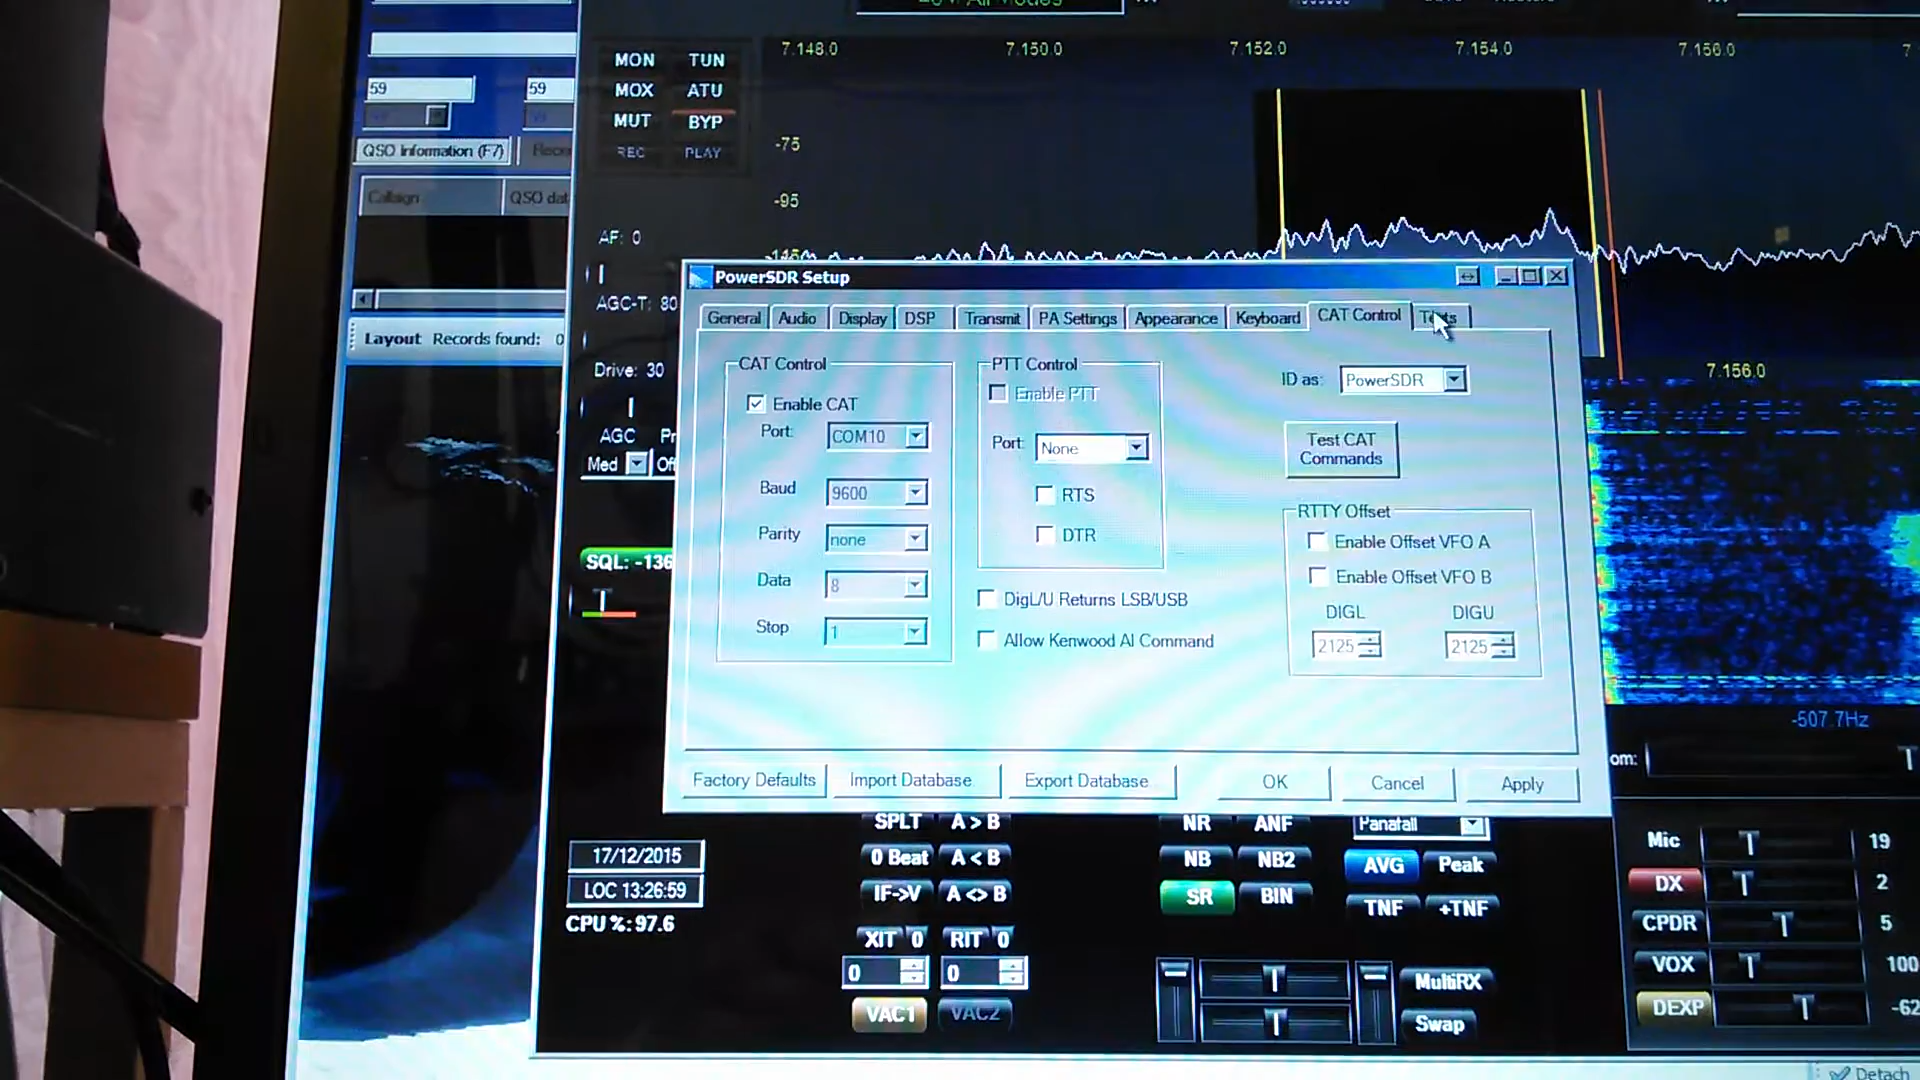 7.148.0 7.150.0 7.152.0 7.154.0 7.156.0 7
MON TUN
59 59
MOX ATU
MUT BYP
-75
QSO Information (F7)
REC PLAY
Callsign QSO dat
-95
AF: 0
AGC-T: 80
PowerSDR Setup
General Audio Display DSP Transmit PA Settings Appearance Keyboard CAT Control Tests
Layout Records found: 0
Drive: 30
7.156.0
CAT Control
PTT Control
ID as: PowerSDR
Enable CAT
Enable PTT
Port: COM10
Port: None
Test CAT
Commands
AGC
Med
Baud 9600
RTS
RTTY Offset
Parity none
DTR
Enable Offset VFO A
SQL: -136
Data 8
Enable Offset VFO B
DigL/U Returns LSB/USB
DIGL DIGU
Stop 1
Allow Kenwood AI Command
2125 2125
-507.7Hz
om:
Factory Defaults Import Database Export Database OK Cancel Apply
SPLT A > B
NR ANF
Panafall
Mic 19
17/12/2015
0 Beat A < B
NB NB2
AVG Peak
LOC 13:26:59
IF->V A <> B
SR BIN
TNF +TNF
DX 2
CPU %: 97.6
CPDR 5
XIT 0 RIT 0
0 0
VOX 100
MultiRX
VAC1 VAC2
DEXP -62
Swap
Detach